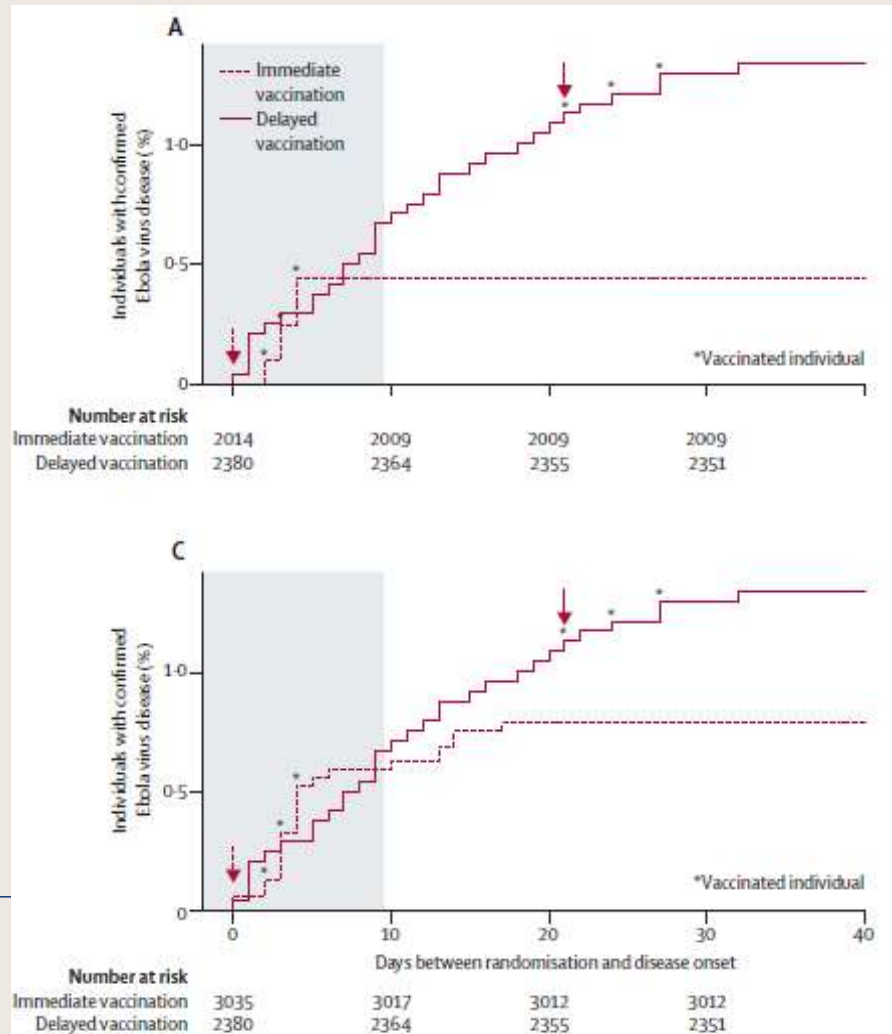 A
Individuals with confirmed
Ebola virus disease (%)
1·0
0·5
0
Immediate
vaccination
Delayed
vaccination
*
*
*
*
*
*
*
*Vaccinated individual
Number at risk
Immediate vaccination 2014 2009 2009 2009
Delayed vaccination 2380 2364 2355 2351
C
Individuals with confirmed
Ebola virus disease (%)
1·0
0·5
0
*
*
*
*
*
*
*Vaccinated individual
0 10 20 30 40
Days between randomisation and disease onset
Number at risk
Immediate vaccination 3035 3017 3012 3012
Delayed vaccination 2380 2364 2355 2351